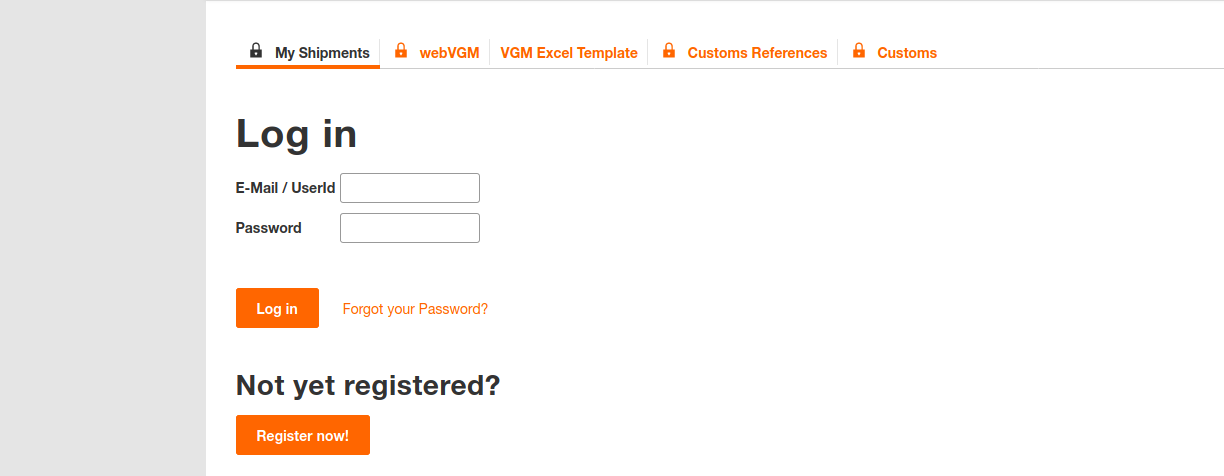 My Shipments webVGM VGM Excel Template Customs References Customs
Log in
E-Mail / UserId
Password
Log in Forgot your Password?
Not yet registered?
Register now!